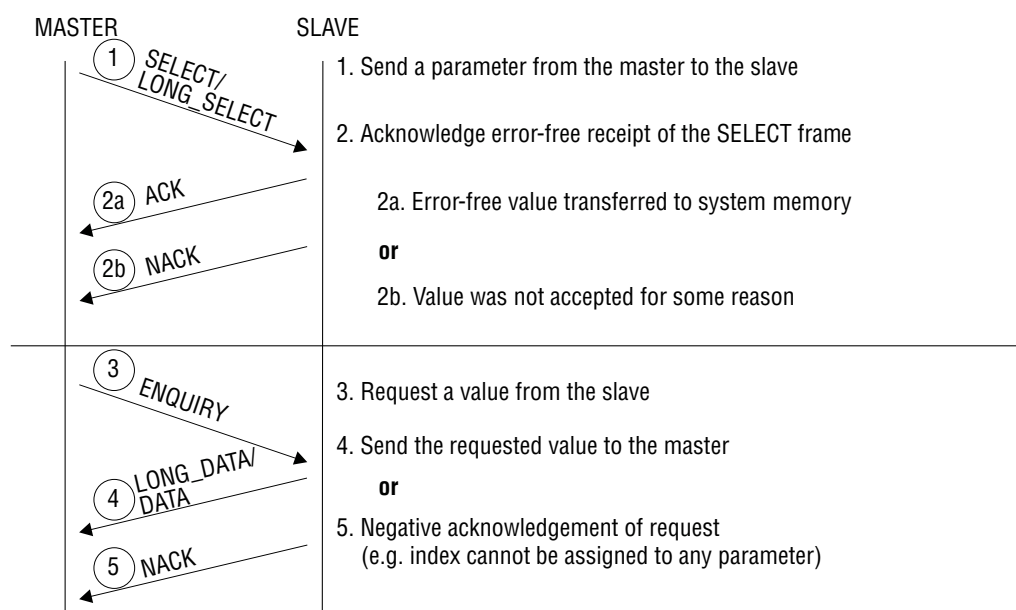 MASTER
SLAVE
1
SELECT/
LONG_SELECT
1. Send a parameter from the master to the slave
2. Acknowledge error-free receipt of the SELECT frame
2a
ACK
2a. Error-free value transferred to system memory
or
2b
NACK
2b. Value was not accepted for some reason
3
ENQUIRY
3. Request a value from the slave
4. Send the requested value to the master
4
LONG_DATA/
DATA
or
5. Negative acknowledgement of request
(e.g. index cannot be assigned to any parameter)
5
NACK